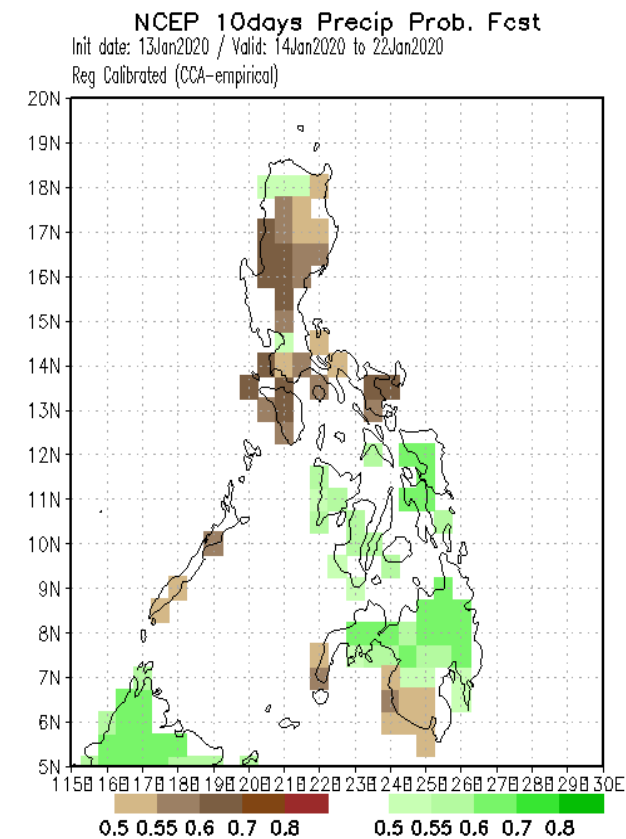 NCEP 10days Precip Prob. Fcst
Init date: 13Jan2020 / Valid: 14Jan2020 to 22Jan2020
Reg Calibrated (CCA-empirical)
20N
19N
18N
17N
16N
15N
14N
13N
12N
11N
10N
9N
8N
7N
6N
5N
115E 116E 117E 118E 119E 120E 121E 122E 123E 124E 125E 126E 127E 128E 129E 130E
0.5 0.55 0.6 0.7 0.8 0.5 0.55 0.6 0.7 0.8